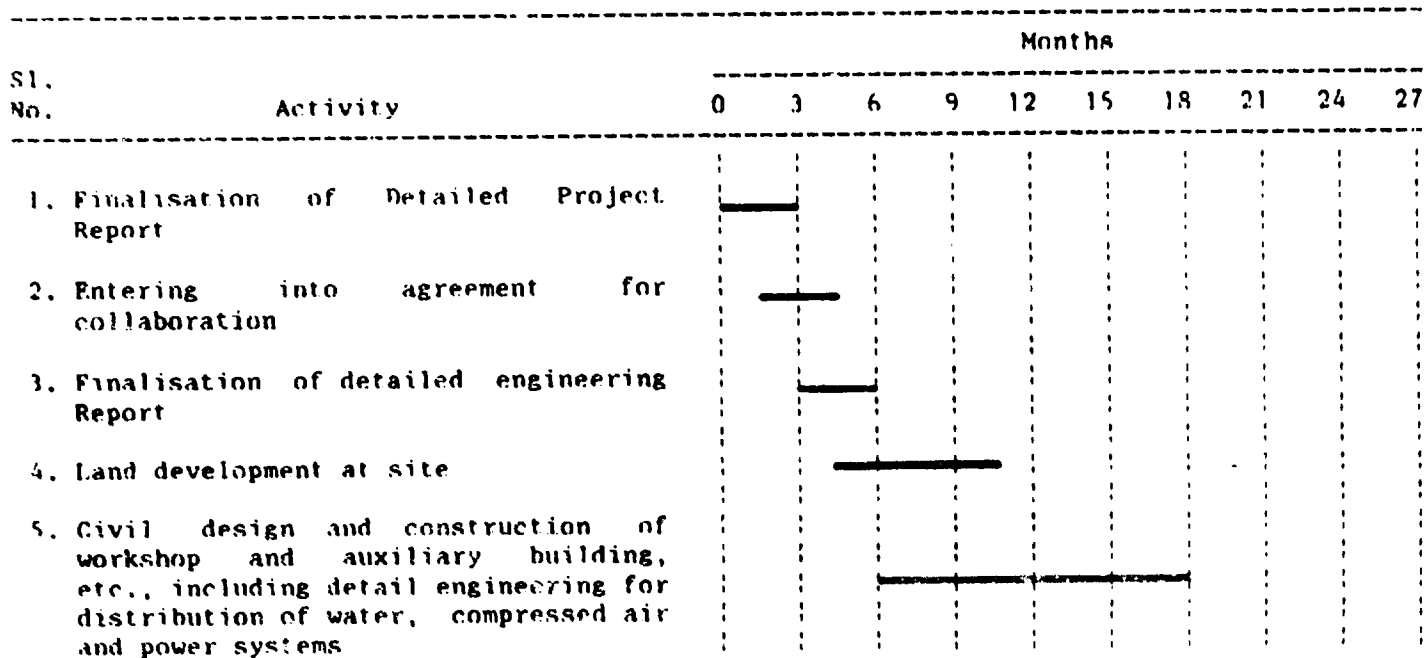 Months
Sl.
No. Activity 0 3 6 9 12 15 18 21 24 27
1. Finalisation of Detailed Project
Report
2. Entering into agreement for
collaboration
3. Finalisation of detailed engineering
Report
4. Land development at site
5. Civil design and construction of
workshop and auxiliary building,
etc., including detail engineering for
distribution of water, compressed air
and power systems